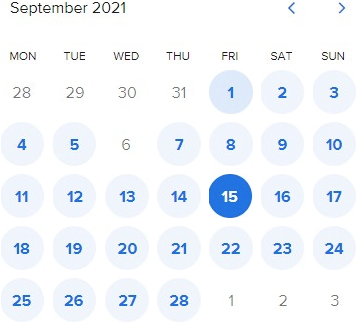 September 2021
MON TUE WED THU FRI SAT SUN
28 29 30 31 1 2 3
4 5 6 7 8 9 10
11 12 13 14 15 16 17
18 19 20 21 22 23 24
25 26 27 28 1 2 3